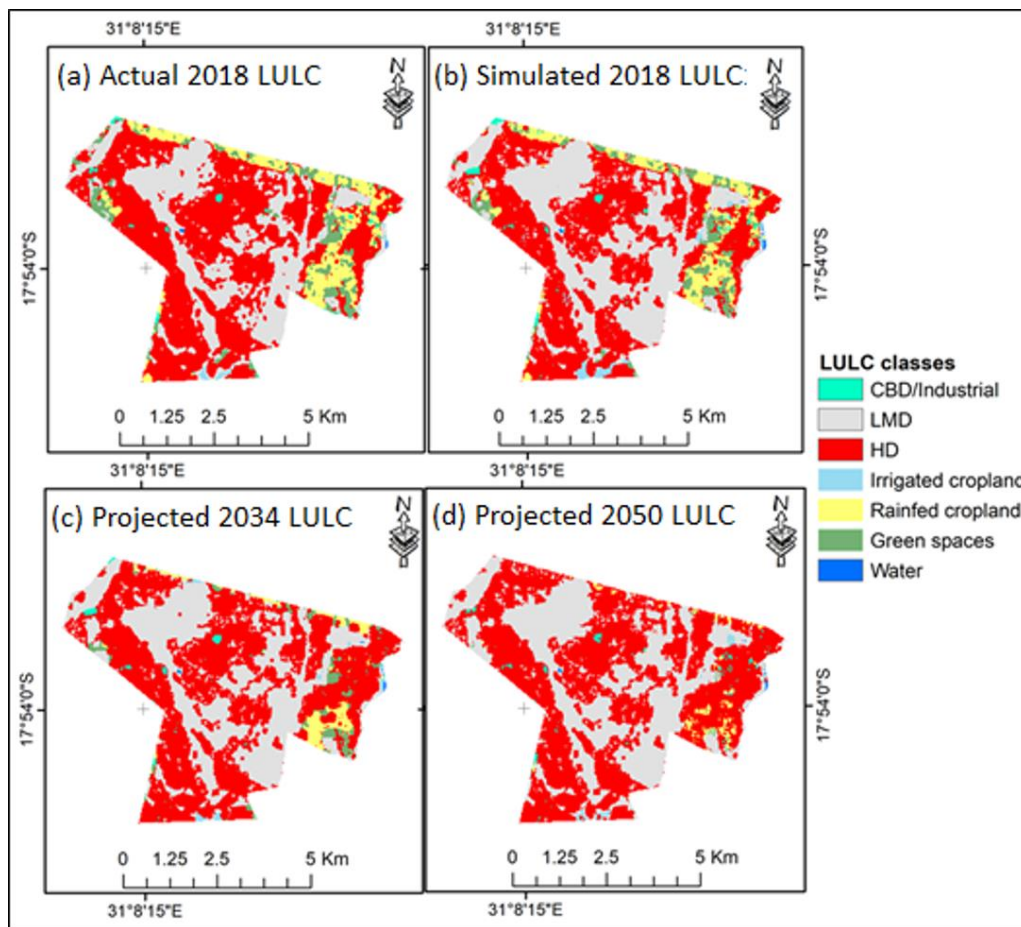 31°8'15"E
31°8'15"E
(a) Actual 2018 LULC
N
(b) Simulated 2018 LULC:
N
17°54'0"S
17°54'0"S
0 1.25 2.5 5 Km
0 1.25 2.5 5 Km
31°8'15"E
31°8'15"E
LULC classes
CBD/Industrial
LMD
HD
Irrigated cropland
Rainfed cropland
Green spaces
Water
(c) Projected 2034 LULC
N
(d) Projected 2050 LULC
N
17°54'0"S
17°54'0"S
0 1.25 2.5 5 Km
0 1.25 2.5 5 Km
31°8'15"E
31°8'15"E